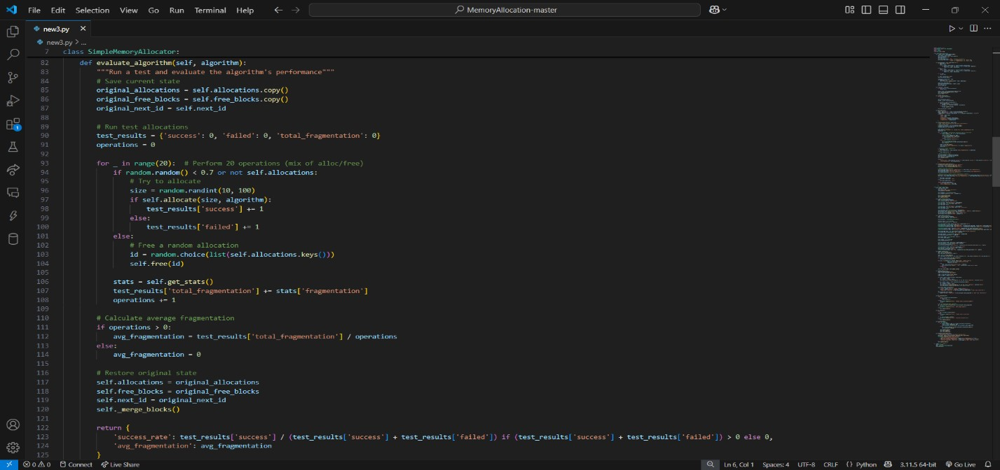 File Edit Selection View Go Run Terminal Help MemoryAllocation-master
new3.py
new3.py > ...
7 class SimpleMemoryAllocator:
82 def evaluate_algorithm(self, algorithm):
83 """Run a test and evaluate the algorithm's performance"""
84 # Save current state
85 original_allocations = self.allocations.copy()
86 original_free_blocks = self.free_blocks.copy()
87 original_next_id = self.next_id
88
89 # Run test allocations
90 test_results = {'success': 0, 'failed': 0, 'total_fragmentation': 0}
91 operations = 0
92
93 for _ in range(20): # Perform 20 operations (mix of alloc/free)
94 if random.random() < 0.7 or not self.allocations:
95 # Try to allocate
96 size = random.randint(10, 100)
97 if self.allocate(size, algorithm):
98 test_results['success'] += 1
99 else:
100 test_results['failed'] += 1
101 else:
102 # Free a random allocation
103 id = random.choice(list(self.allocations.keys()))
104 self.free(id)
105
106 stats = self.get_stats()
107 test_results['total_fragmentation'] += stats['fragmentation']
108 operations += 1
109
110 # Calculate average fragmentation
111 if operations > 0:
112 avg_fragmentation = test_results['total_fragmentation'] / operations
113 else:
114 avg_fragmentation = 0
115
116 # Restore original state
117 self.allocations = original_allocations
118 self.free_blocks = original_free_blocks
119 self.next_id = original_next_id
120 self._merge_blocks()
121
122 return {
123 'success_rate': test_results['success'] / (test_results['success'] + test_results['failed']) if (test_results['success'] + test_results['failed']) > 0 else 0,
124 'avg_fragmentation': avg_fragmentation
125 }
1
0 0 Connect Live Share Ln 6, Col 1 Spaces: 4 UTF-8 CRLF {} Python 3.11.5 64-bit Go Live